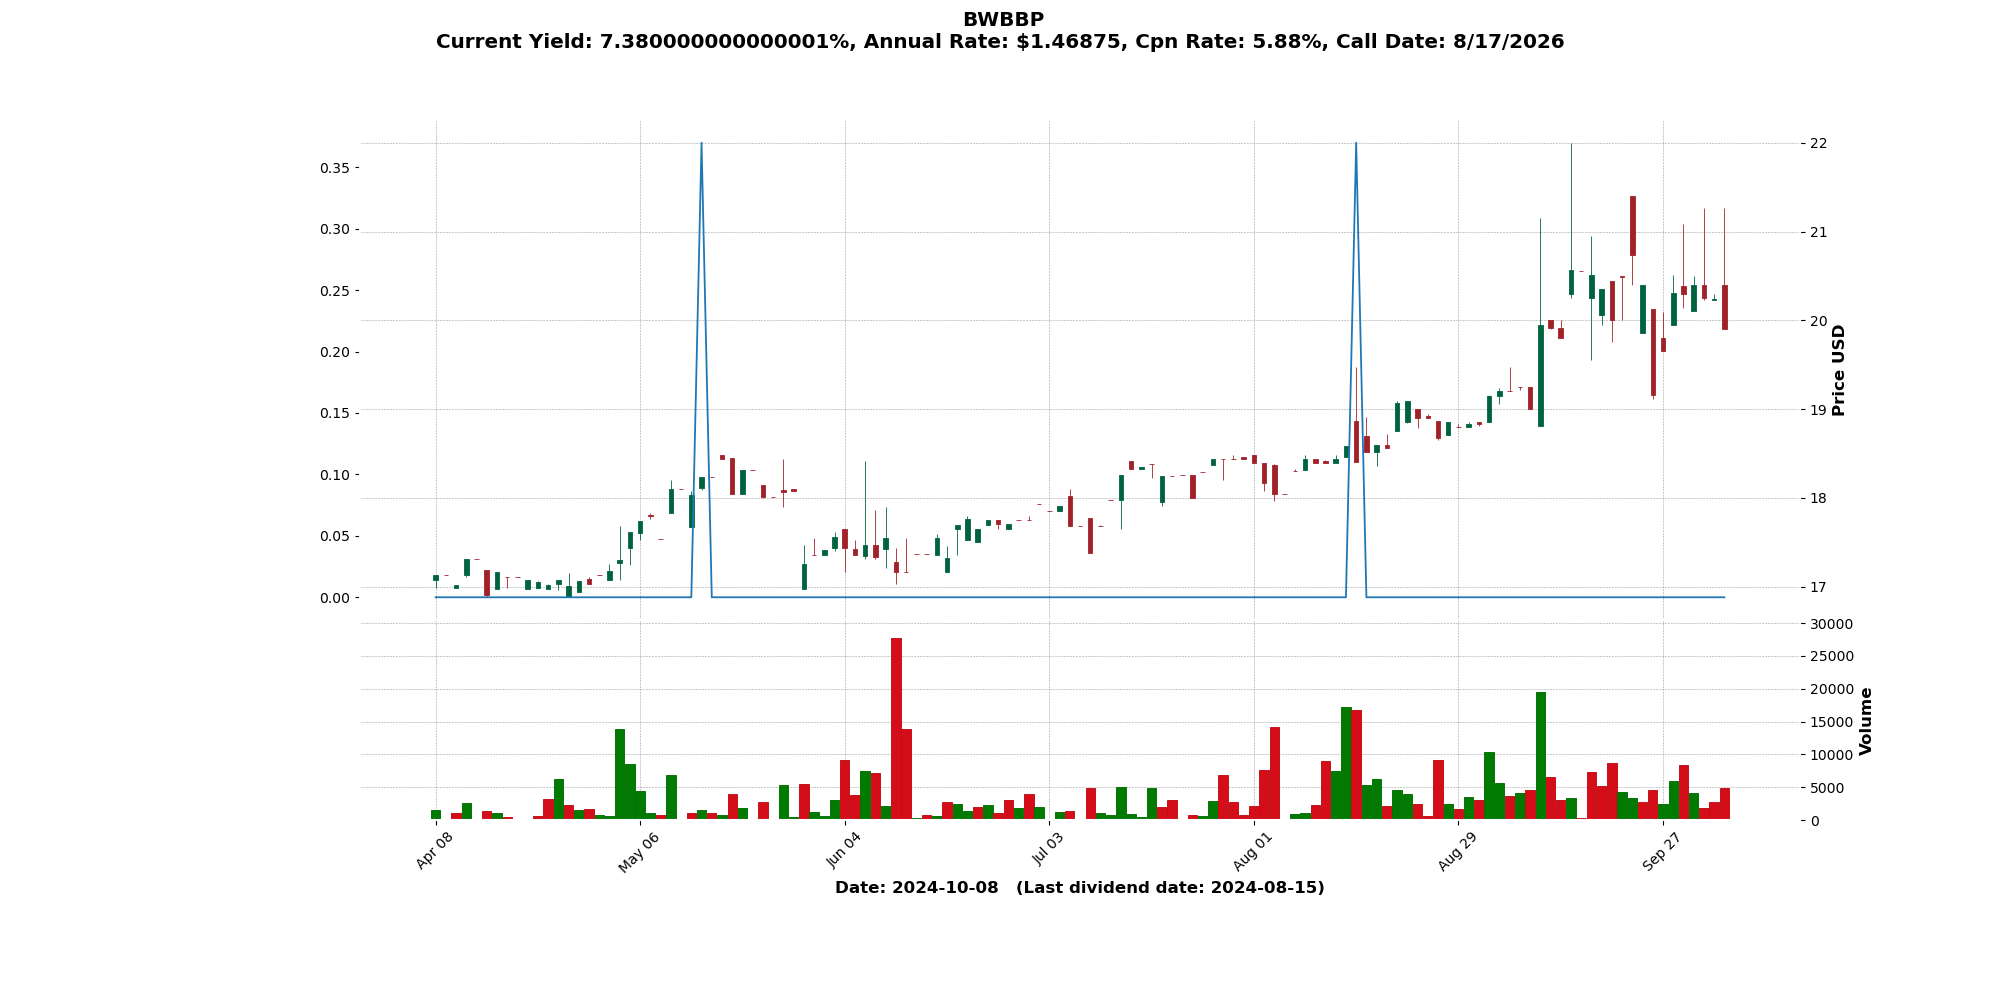 BWBBP
Current Yield: 7.380000000000001%, Annual Rate: $1.46875, Cpn Rate: 5.88%, Call Date: 8/17/2026
0.35
0.30
0.25
0.20
0.15
0.10
0.05
0.00
22
21
20
19
18
17
Price USD
30000
25000
20000
15000
10000
5000
0
Volume
Apr 08
May 06
Jun 04
Jul 03
Aug 01
Aug 29
Sep 27
Date: 2024-10-08 (Last dividend date: 2024-08-15)